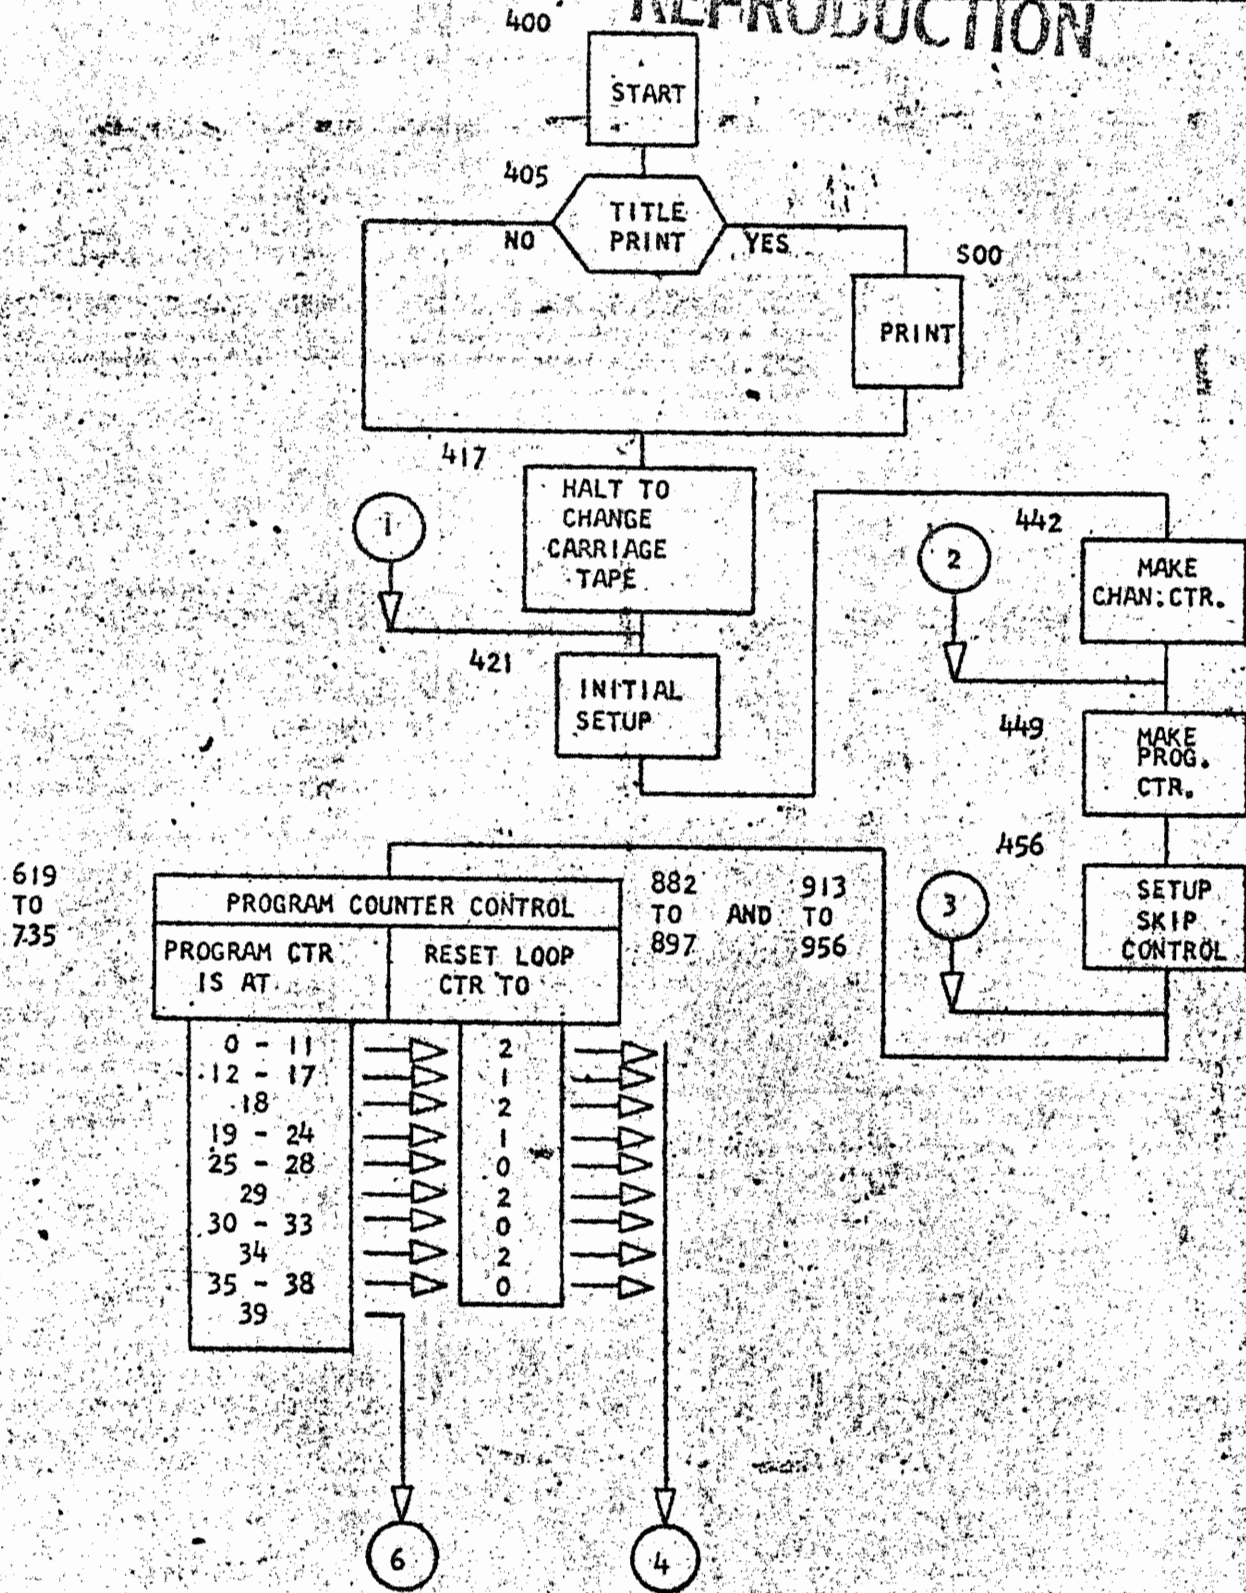 REPRODUCTION
400
START
405
TITLE
PRINT
NO
YES
S00
PRINT
417
HALT TO
CHANGE
CARRIAGE
TAPE
1
421
INITIAL
SETUP
442
2
MAKE
CHAN.CTR.
449
MAKE
PROG.
CTR.
456
3
SETUP
SKIP
CONTROL
619
TO
735
PROGRAM COUNTER CONTROL
PROGRAM CTR
IS AT
RESET LOOP
CTR TO
882 913
TO AND TO
897 956
0 - 11 2
12 - 17 1
18 2
19 - 24 1
25 - 28 0
29 2
30 - 33 0
34 2
35 - 38 0
39
6
4